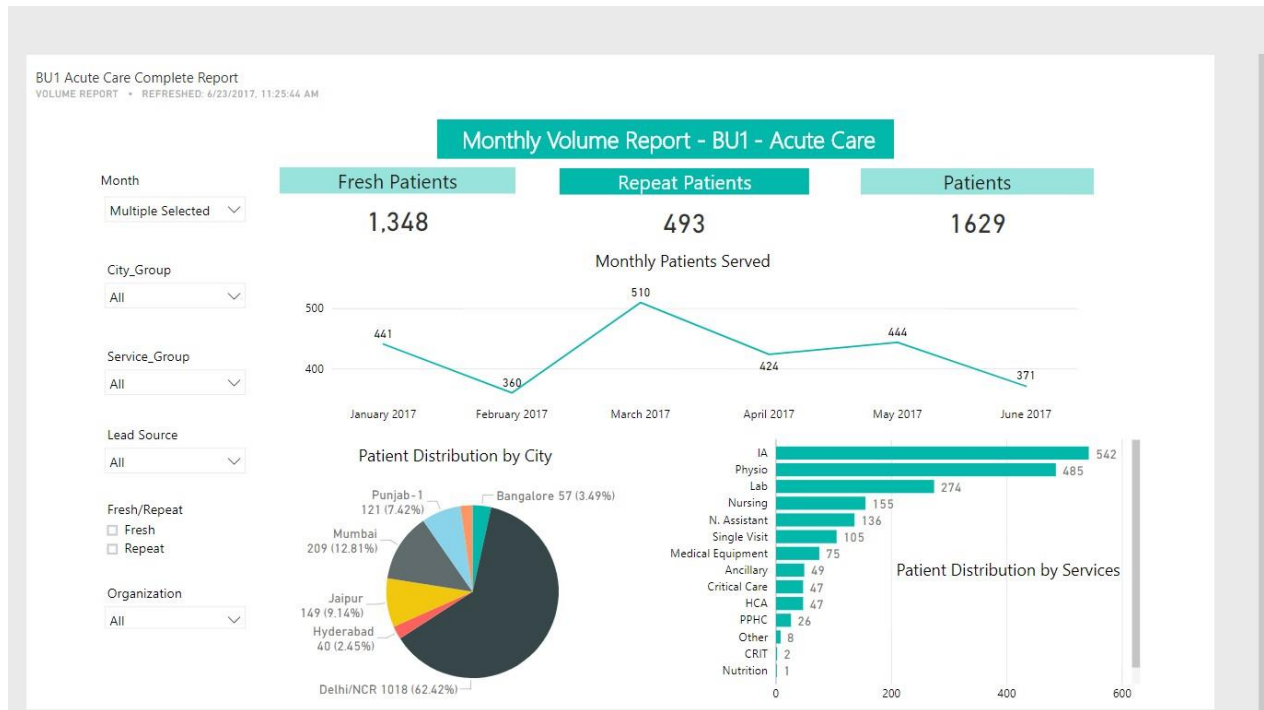 BU1 Acute Care Complete Report
VOLUME REPORT • REFRESHED: 6/23/2017, 11:25:44 AM
Monthly Volume Report - BU1 - Acute Care
Month
Multiple Selected
City_Group
All
Service_Group
All
Lead Source
All
Fresh/Repeat
Fresh
Repeat
Organization
All
Fresh Patients
1,348
Repeat Patients
493
Patients
1629
Monthly Patients Served
500
400
441
360
510
424
444
371
January 2017
February 2017
March 2017
April 2017
May 2017
June 2017
Patient Distribution by City
Punjab-1
121 (7.42%)
Bangalore 57 (3.49%)
Mumbai
209 (12.81%)
Jaipur
149 (9.14%)
Hyderabad
40 (2.45%)
Delhi/NCR 1018 (62.42%)
Patient Distribution by Services
IA 542
Physio 485
Lab 274
Nursing 155
N. Assistant 136
Single Visit 105
Medical Equipment 75
Ancillary 49
Critical Care 47
HCA 47
PPHC 26
Other 8
CRIT 2
Nutrition 1
0 200 400 600